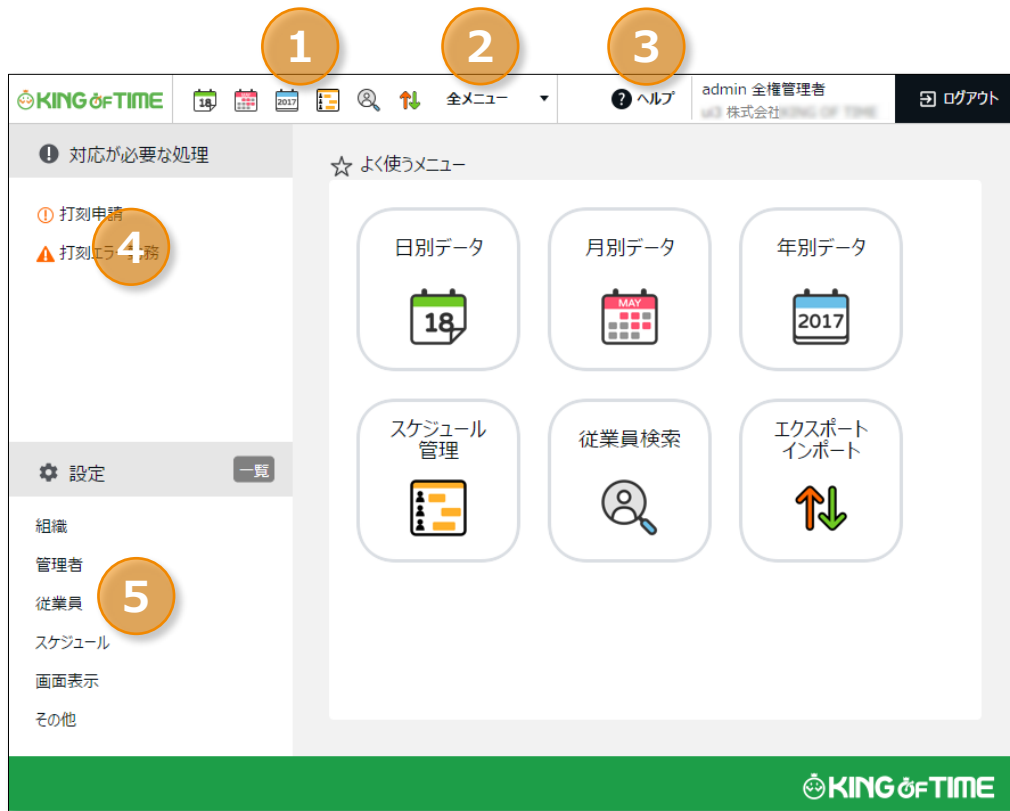 1
2
3
KING OF TIME
18
2017
全メニュー
ヘルプ
admin 全権管理者
株式会社
ログアウト
対応が必要な処理
打刻申請
4
設定
一覧
組織
管理者
従業員
5
スケジュール
画面表示
その他
よく使うメニュー
日別データ
18
月別データ
MAY
年別データ
2017
スケジュール
管理
従業員検索
エクスポート
インポート
KING OF TIME